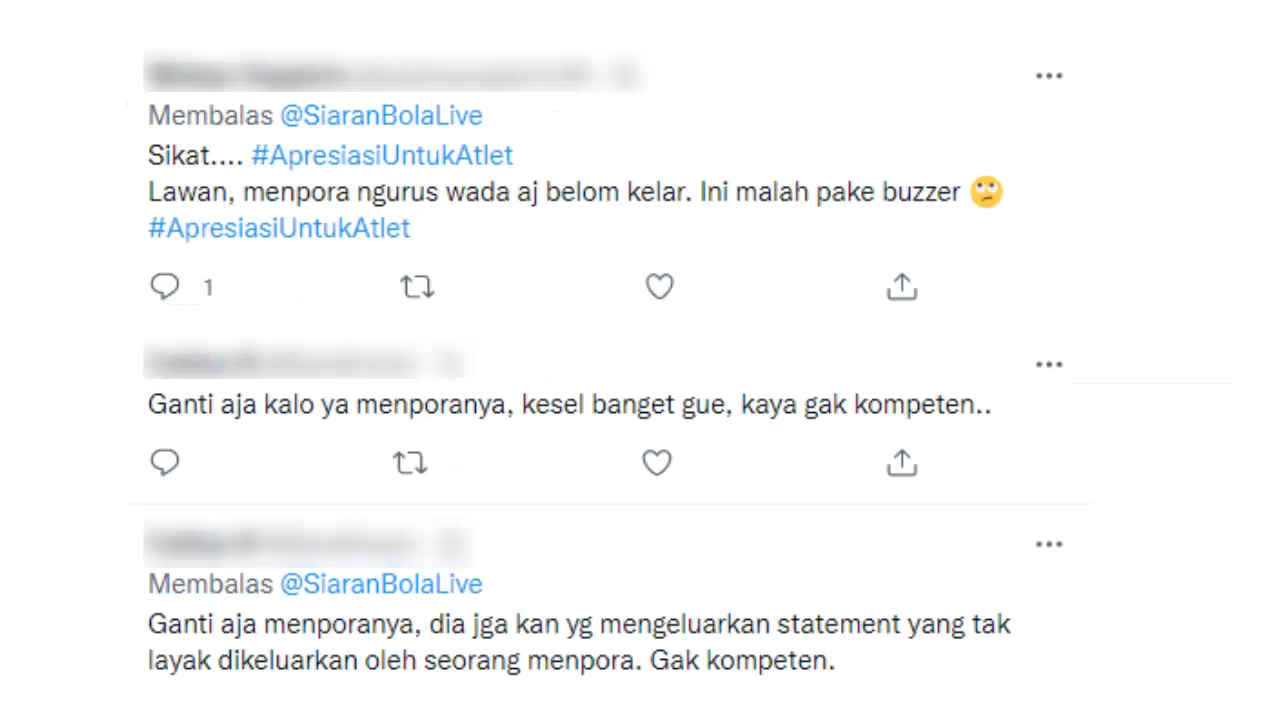 Membalas @SiaranBolaLive
Sikat.... #ApresiasiUntukAtlet
Lawan, menpora ngurus wada aj belom kelar. Ini malah pake buzzer 🙄
#ApresiasiUntukAtlet
1
Ganti aja kalo ya menporanya, kesel banget gue, kaya gak kompeten..
Membalas @SiaranBolaLive
Ganti aja menporanya, dia jga kan yg mengeluarkan statement yang tak
layak dikeluarkan oleh seorang menpora. Gak kompeten.